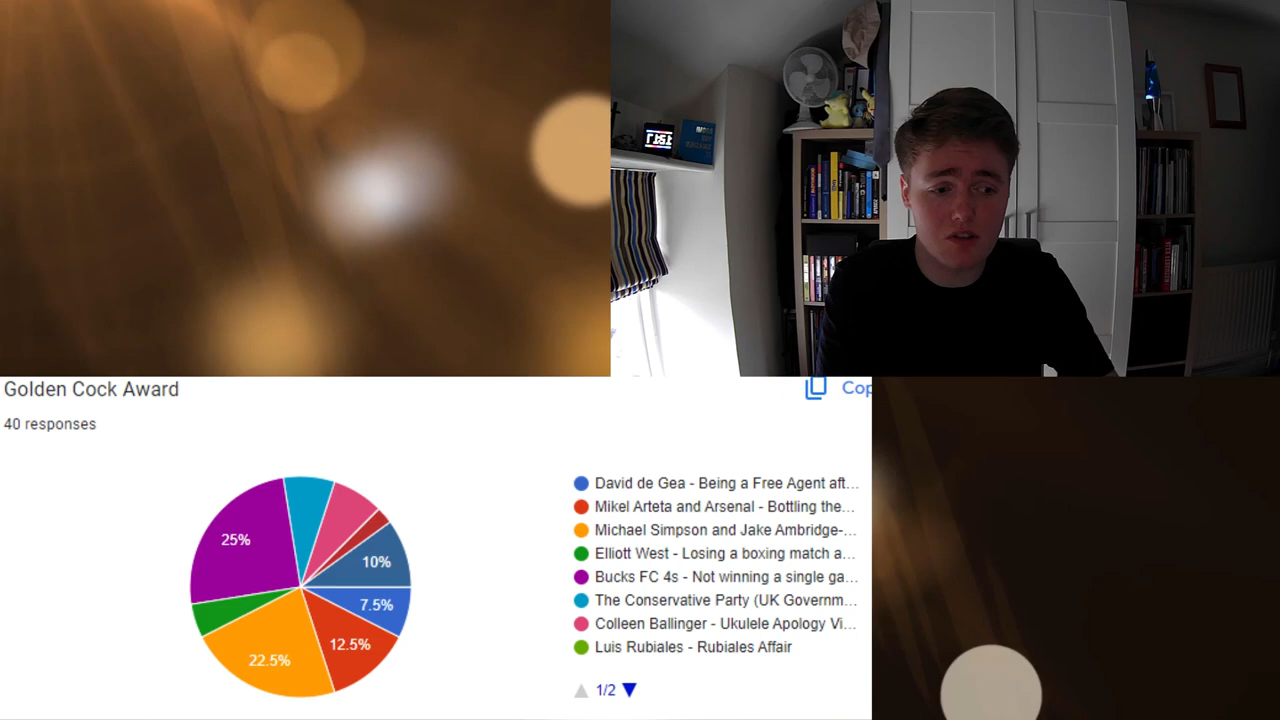 Golden Cock Award
Cop
40 responses
25%
10%
7.5%
12.5%
22.5%
David de Gea - Being a Free Agent aft...
Mikel Arteta and Arsenal - Bottling the...
Michael Simpson and Jake Ambridge-...
Elliott West - Losing a boxing match a...
Bucks FC 4s - Not winning a single ga...
The Conservative Party (UK Governm...
Colleen Ballinger - Ukulele Apology Vi...
Luis Rubiales - Rubiales Affair
1/2